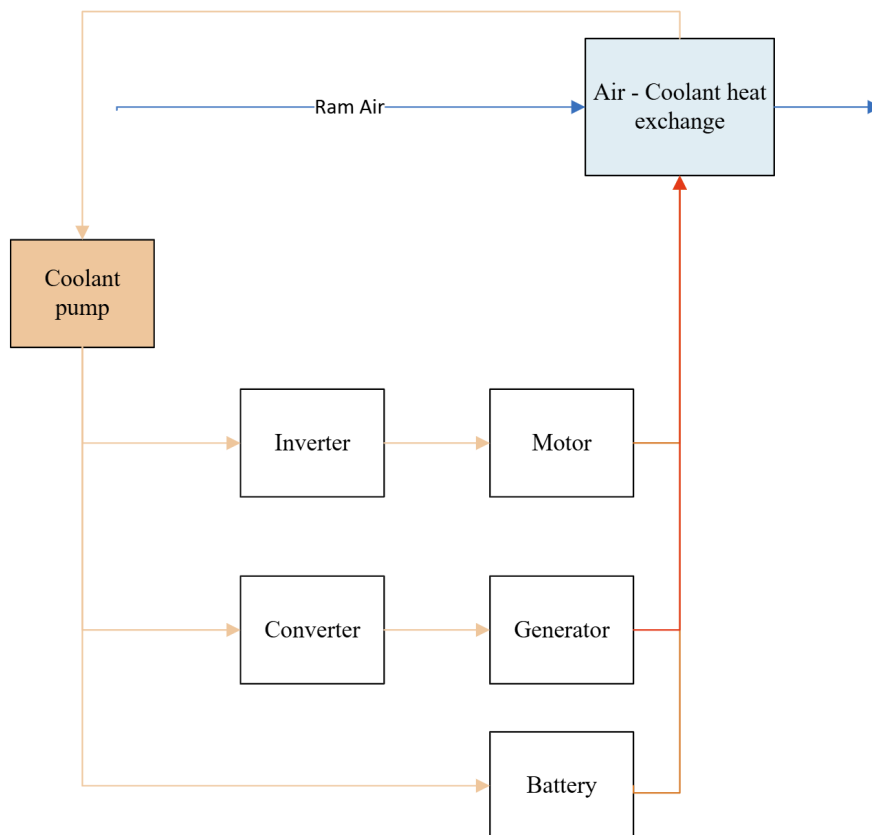 Ram Air
Air - Coolant heat
exchange
Coolant
pump
Inverter
Motor
Converter
Generator
Battery